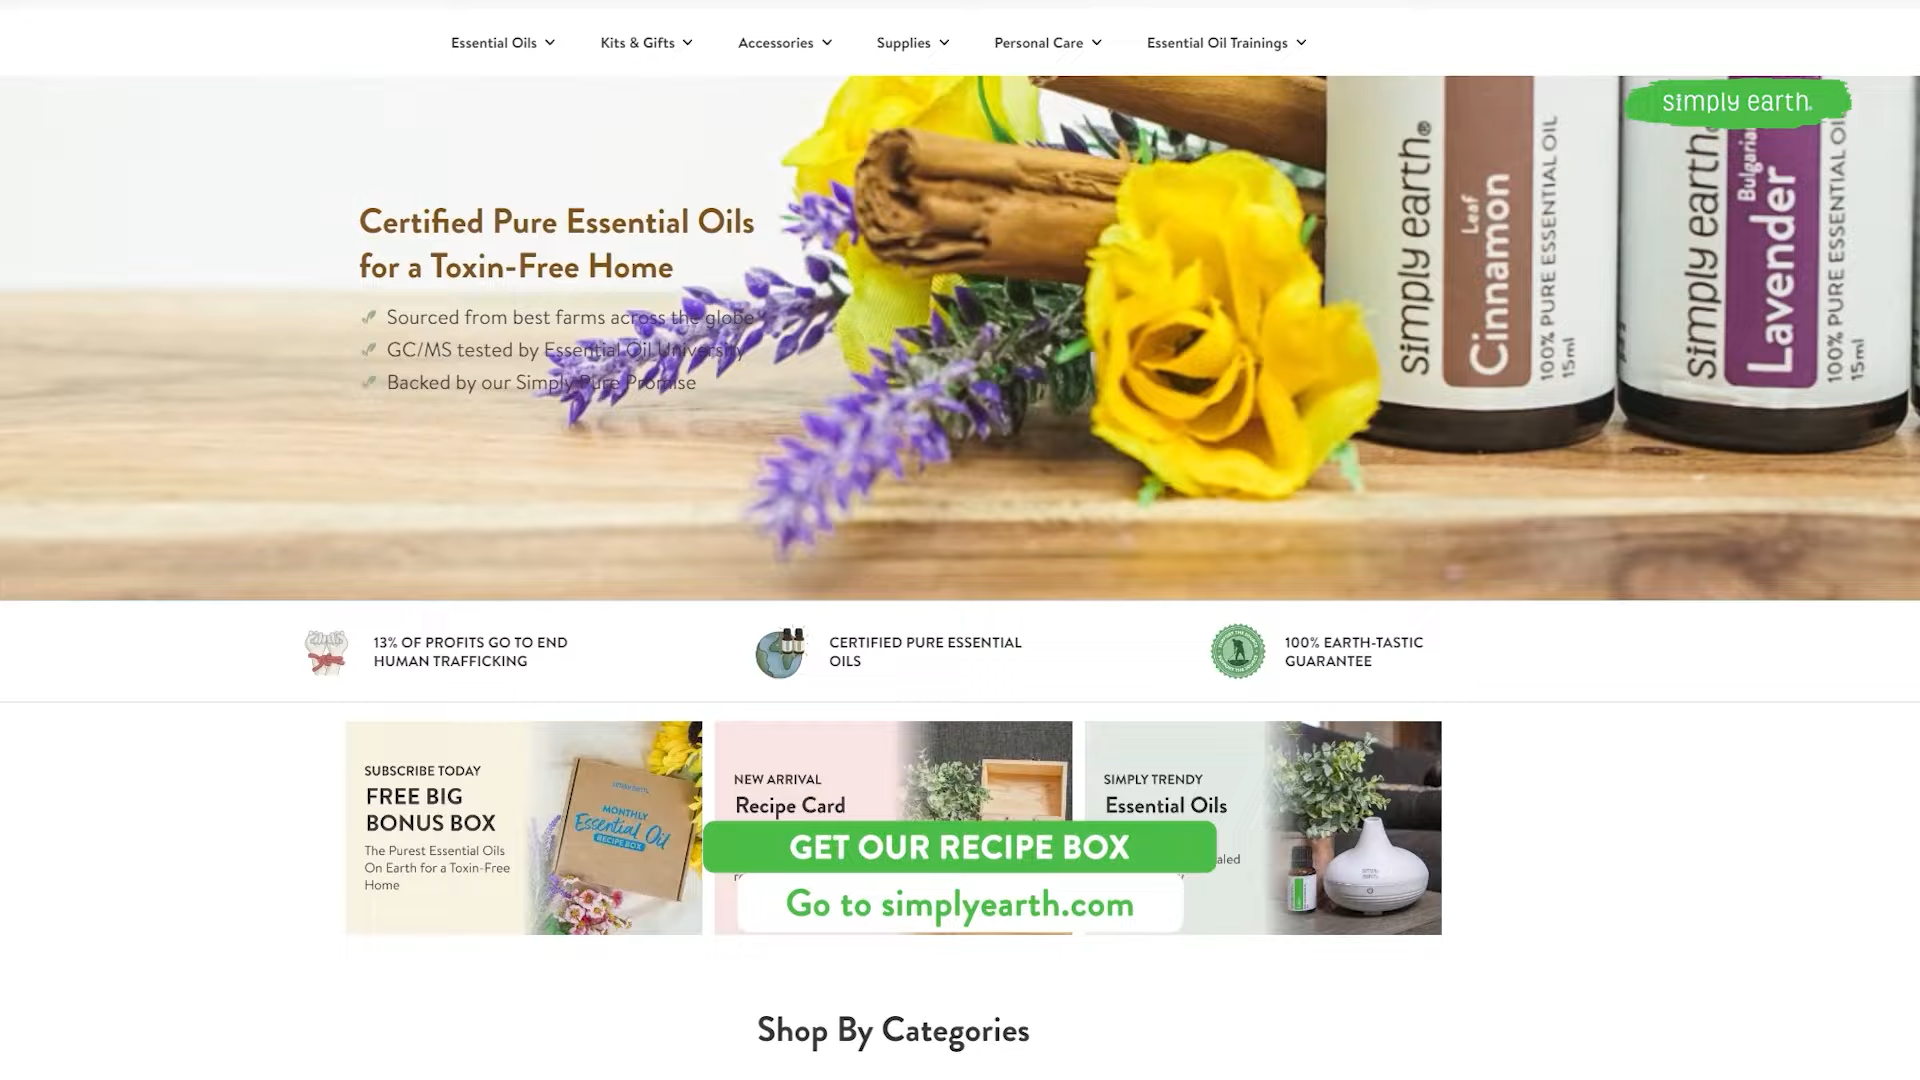 Essential Oils
Kits & Gifts
Accessories
Supplies
Personal Care
Essential Oil Trainings
simply earth
Certified Pure Essential Oils
for a Toxin-Free Home
Sourced from best farms across the globe
GC/MS tested by Essential Oil University
Backed by our Simply Pure Promise
simply earth®
Leaf
Cinnamon
100% PURE ESSENTIAL OIL
15ml
simply earth
Bulgarian
Lavender
100% PURE ESSENTIAL OIL
15ml
13% OF PROFITS GO TO END
HUMAN TRAFFICKING
CERTIFIED PURE ESSENTIAL
OILS
100% EARTH-TASTIC
GUARANTEE
SUBSCRIBE TODAY
FREE BIG
BONUS BOX
The Purest Essential Oils
On Earth for a Toxin-Free
Home
MONTHLY
Essential Oil
RECIPE BOX
NEW ARRIVAL
Recipe Card
SIMPLY TRENDY
Essential Oils
GET OUR RECIPE BOX
Go to simplyearth.com
Shop By Categories